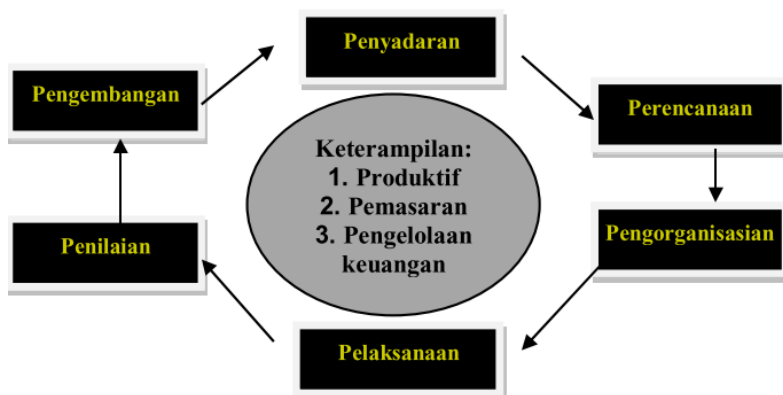 Penyadaran
Pengembangan
Perencanaan
Keterampilan:
1. Produktif
2. Pemasaran
3. Pengelolaan
keuangan
Penilaian
Pengorganisasian
Pelaksanaan